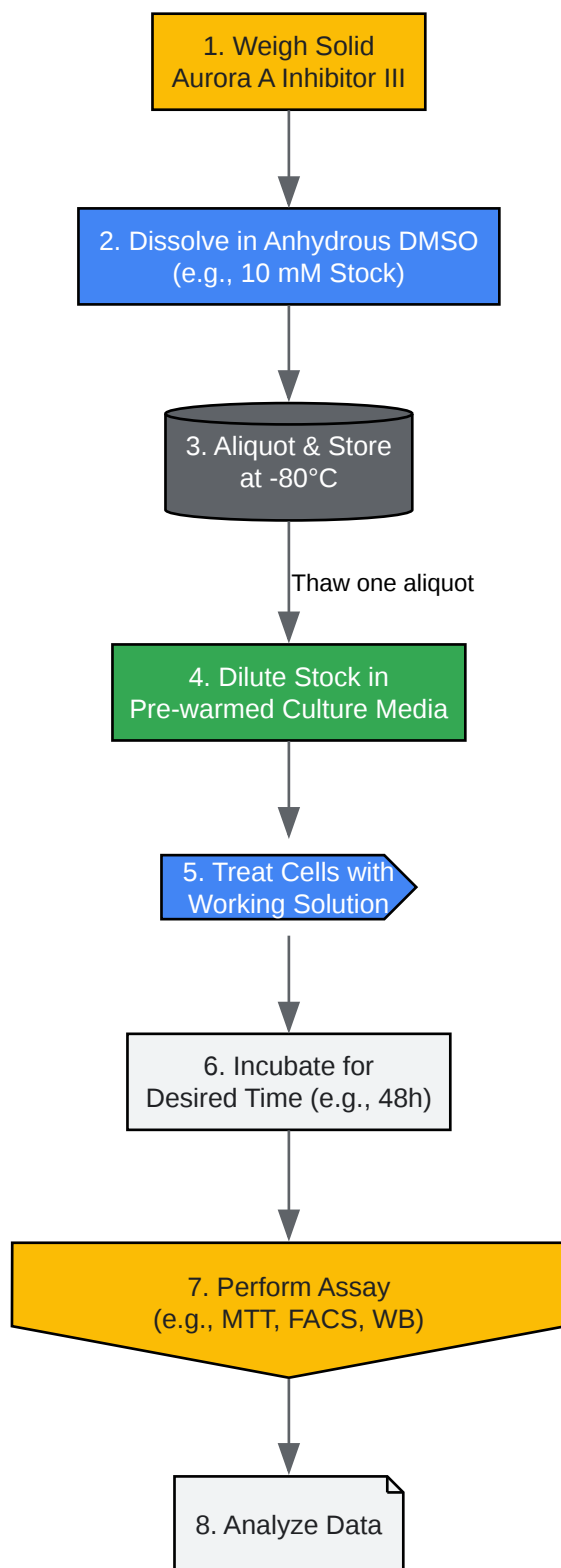 1. Weigh Solid
Aurora A Inhibitor III
2. Dissolve in Anhydrous DMSO
(e.g., 10 mM Stock)
3. Aliquot & Store
at -80°C
Thaw one aliquot
4. Dilute Stock in
Pre-warmed Culture Media
5. Treat Cells with
Working Solution
6. Incubate for
Desired Time (e.g., 48h)
7. Perform Assay
(e.g., MTT, FACS, WB)
8. Analyze Data